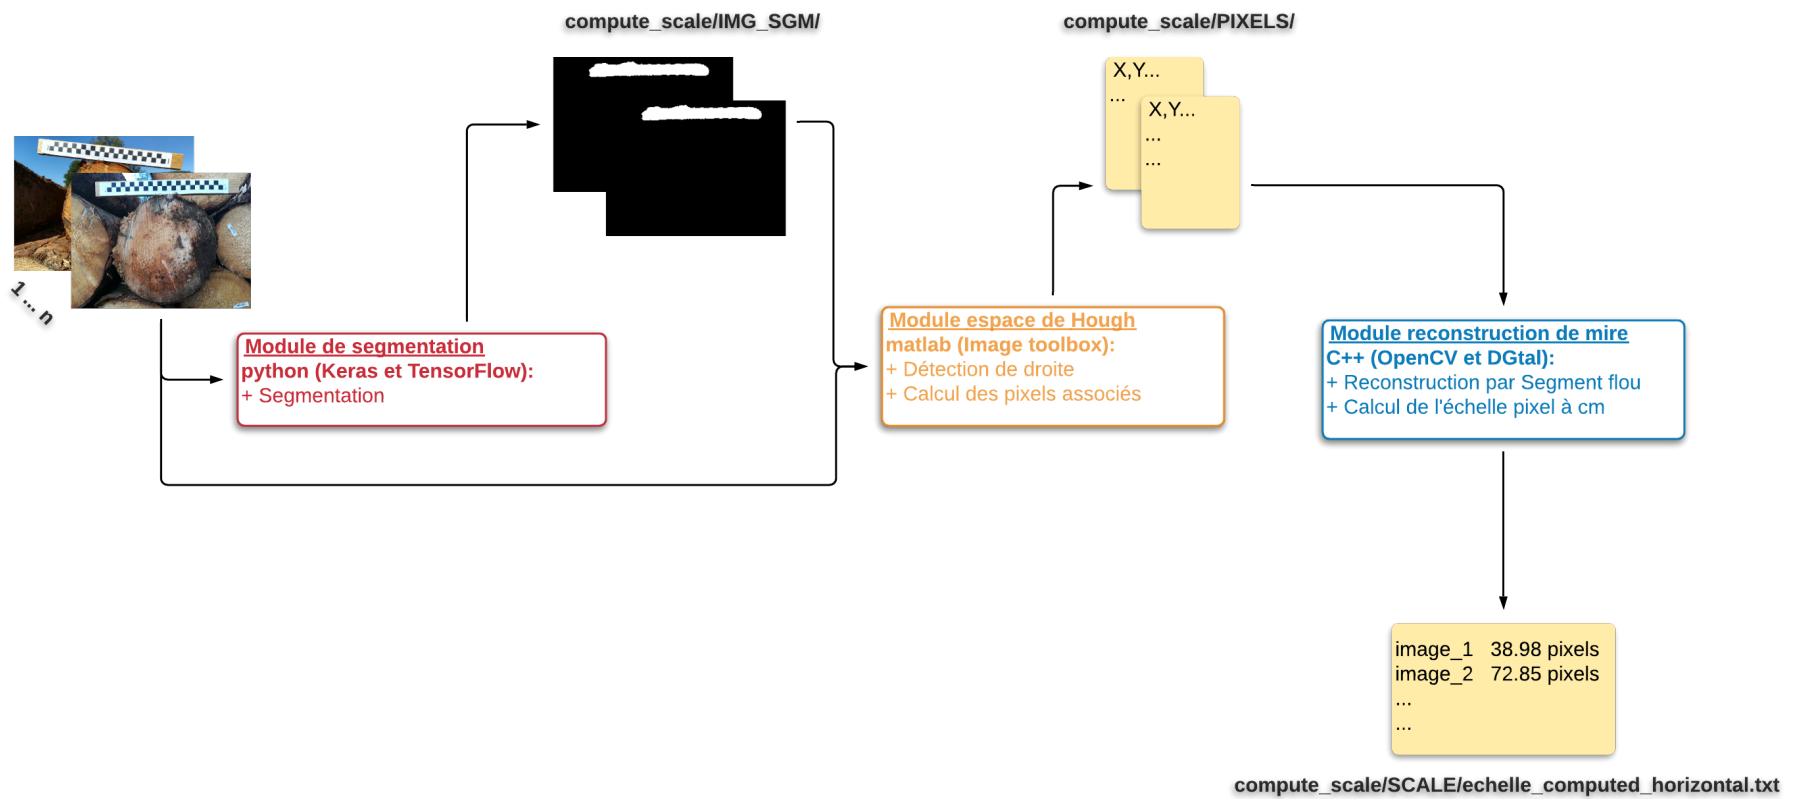 compute_scale/IMG_SGM/
compute_scale/PIXELS/
X,Y...
...
X,Y...
...
...
1 ... n
Module de segmentation
python (Keras et TensorFlow):
+ Segmentation
Module espace de Hough
matlab (Image toolbox):
+ Détection de droite
+ Calcul des pixels associés
Module reconstruction de mire
C++ (OpenCV et DGtal):
+ Reconstruction par Segment flou
+ Calcul de l'échelle pixel à cm
image_1 38.98 pixels
image_2 72.85 pixels
...
...
compute_scale/SCALE/echelle_computed_horizontal.txt